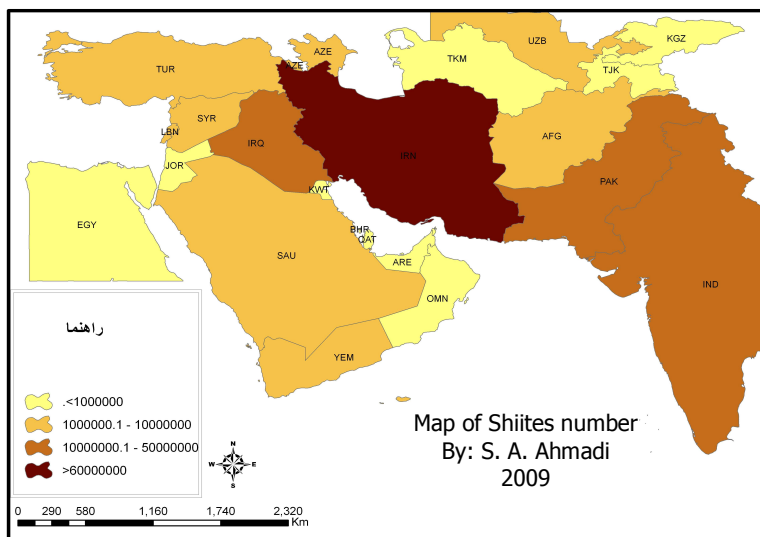 AZE
UZB
KGZ
TUR
AZE
TKM
TJK
SYR
LBN
IRQ
IRN
AFG
JOR
PAK
KWT
EGY
BHR
QAT
SAU
ARE
IND
OMN
YEM
راهنما
.<1000000
1000000.1 - 10000000
10000000.1 - 50000000
>60000000
N
W E
S
Map of Shiites number
By: S. A. Ahmadi
2009
0 290 580 1,160 1,740 2,320
Km